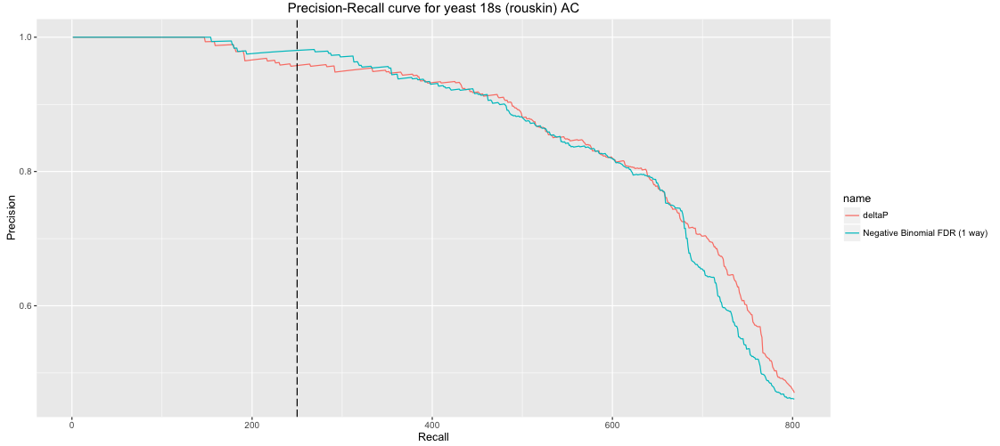 Precision-Recall curve for yeast 18s (rouskin) AC
Precision
1.0
0.8
0.6
0
200
400
600
800
Recall
name
deltaP
Negative Binomial FDR (1 way)